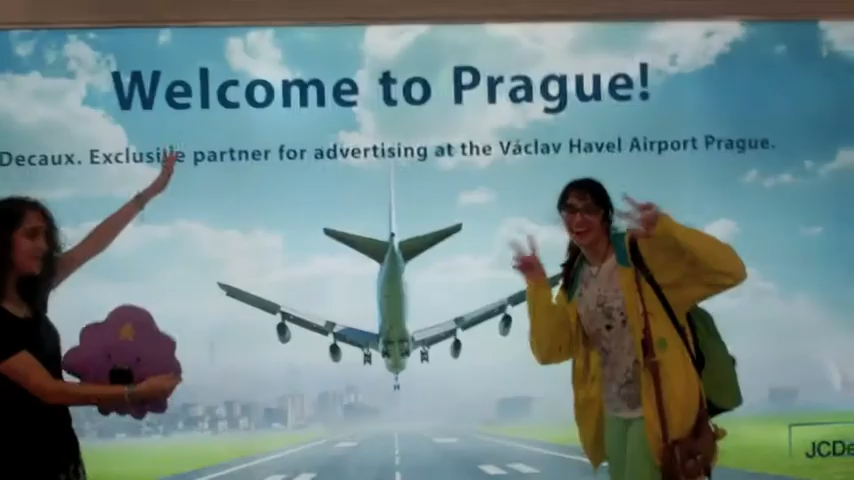 Welcome to Prague!
Decaux. Exclusive partner for advertising at the Václav Havel Airport Prague.
JCDe